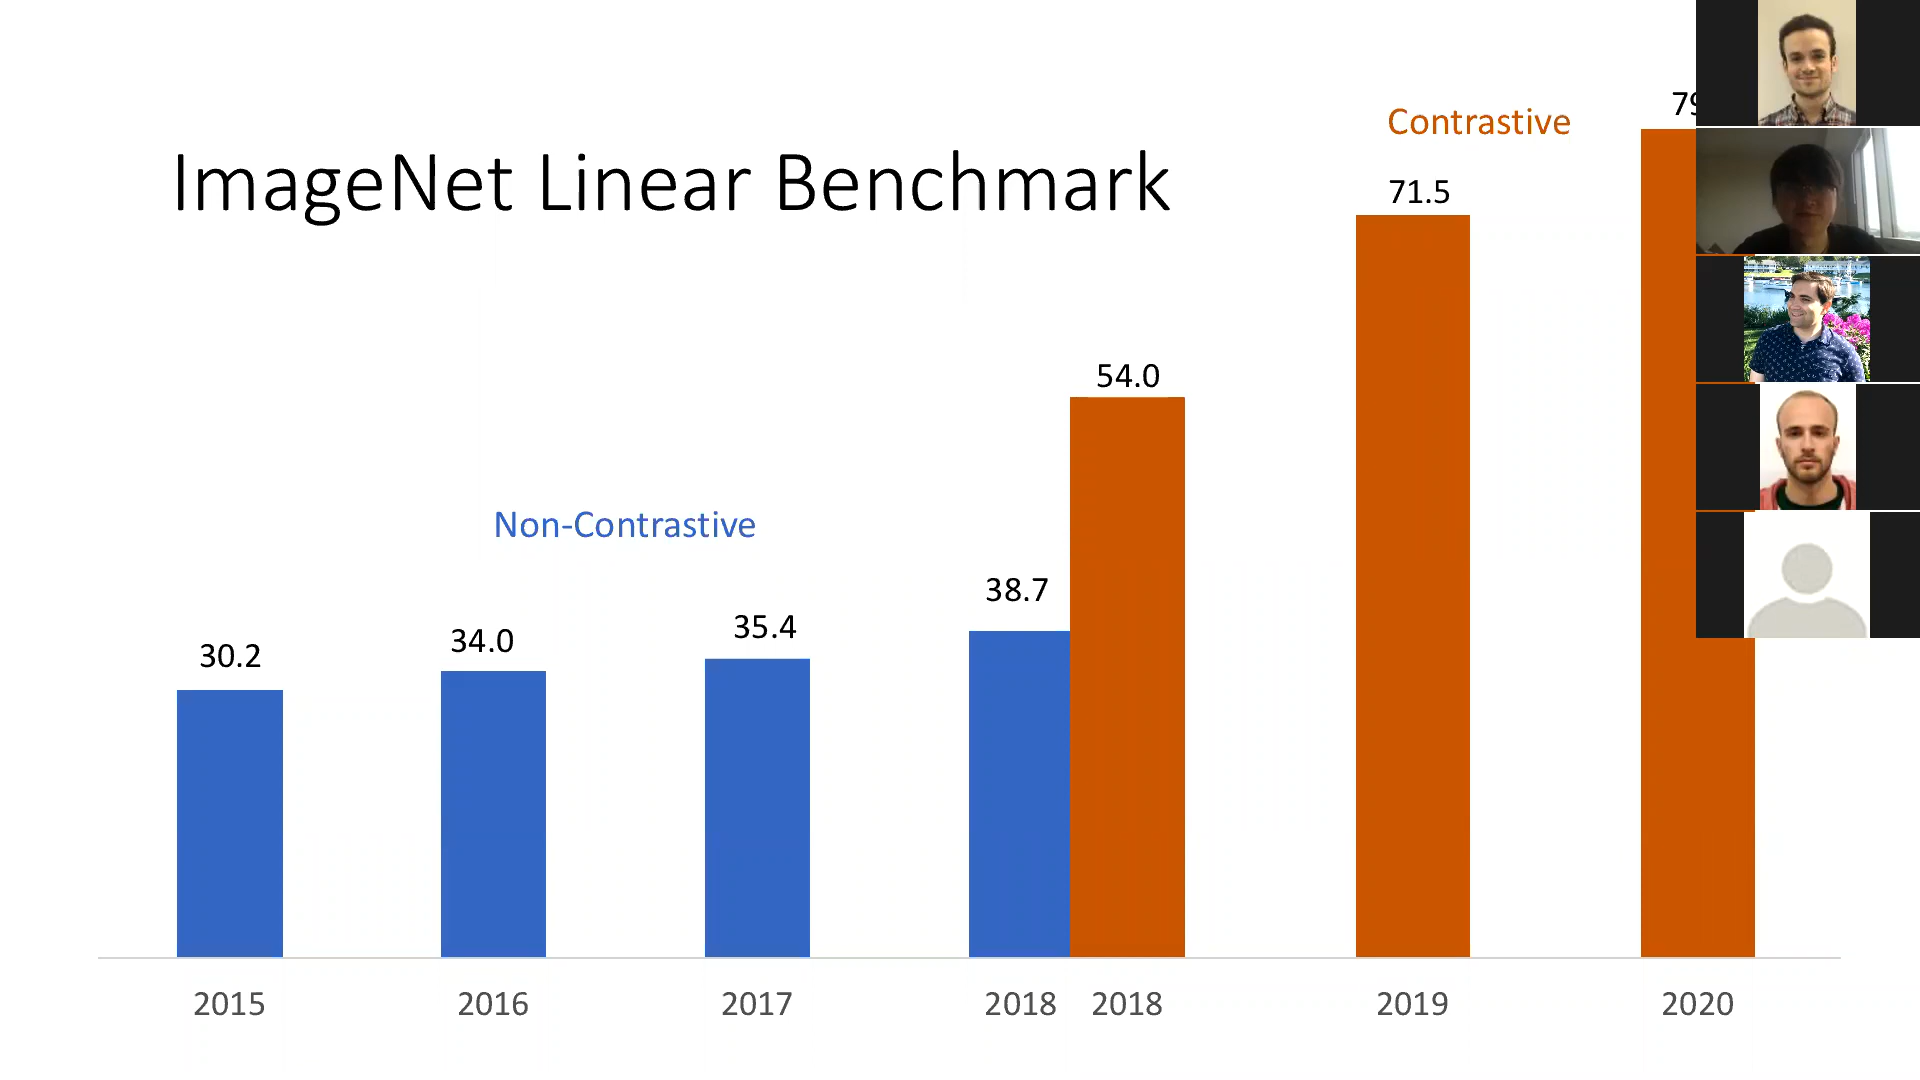 ImageNet Linear Benchmark
Contrastive
79
71.5
54.0
Non-Contrastive
38.7
35.4
34.0
30.2
2015 2016 2017 2018 2018 2019 2020